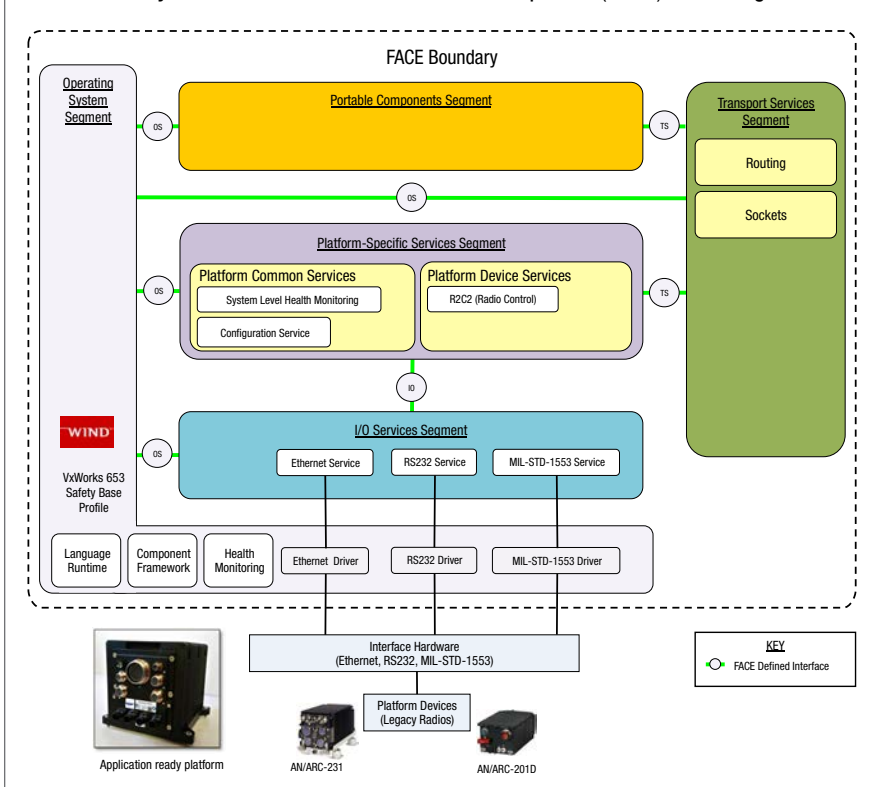 FACE Boundary
Operating
System
Segment
Portable Components Segment
Transport Services
Segment
OS
TS
Routing
OS
Sockets
Platform-Specific Services Segment
Platform Common Services
System Level Health Monitoring
Configuration Service
Platform Device Services
R2C2 (Radio Control)
OS
TS
IO
I/O Services Segment
WIND
OS
Ethernet Service
RS232 Service
MIL-STD-1553 Service
VxWorks 653
Safety Base
Profile
Language
Runtime
Component
Framework
Health
Monitoring
Ethernet Driver
RS232 Driver
MIL-STD-1553 Driver
Interface Hardware
(Ethernet, RS232, MIL-STD-1553)
KEY
FACE Defined Interface
Platform Devices
(Legacy Radios)
Application ready platform
AN/ARC-231
AN/ARC-201D